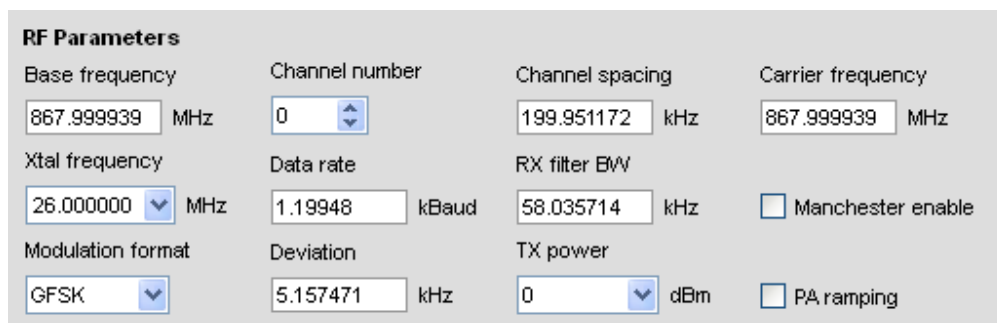 RF Parameters
Base frequency Channel number Channel spacing Carrier frequency
867.999939 MHz 0 199.951172 kHz 867.999939 MHz
Xtal frequency Data rate RX filter BW
26.000000 MHz 1.19948 kBaud 58.035714 kHz Manchester enable
Modulation format Deviation TX power
GFSK 5.157471 kHz 0 dBm PA ramping